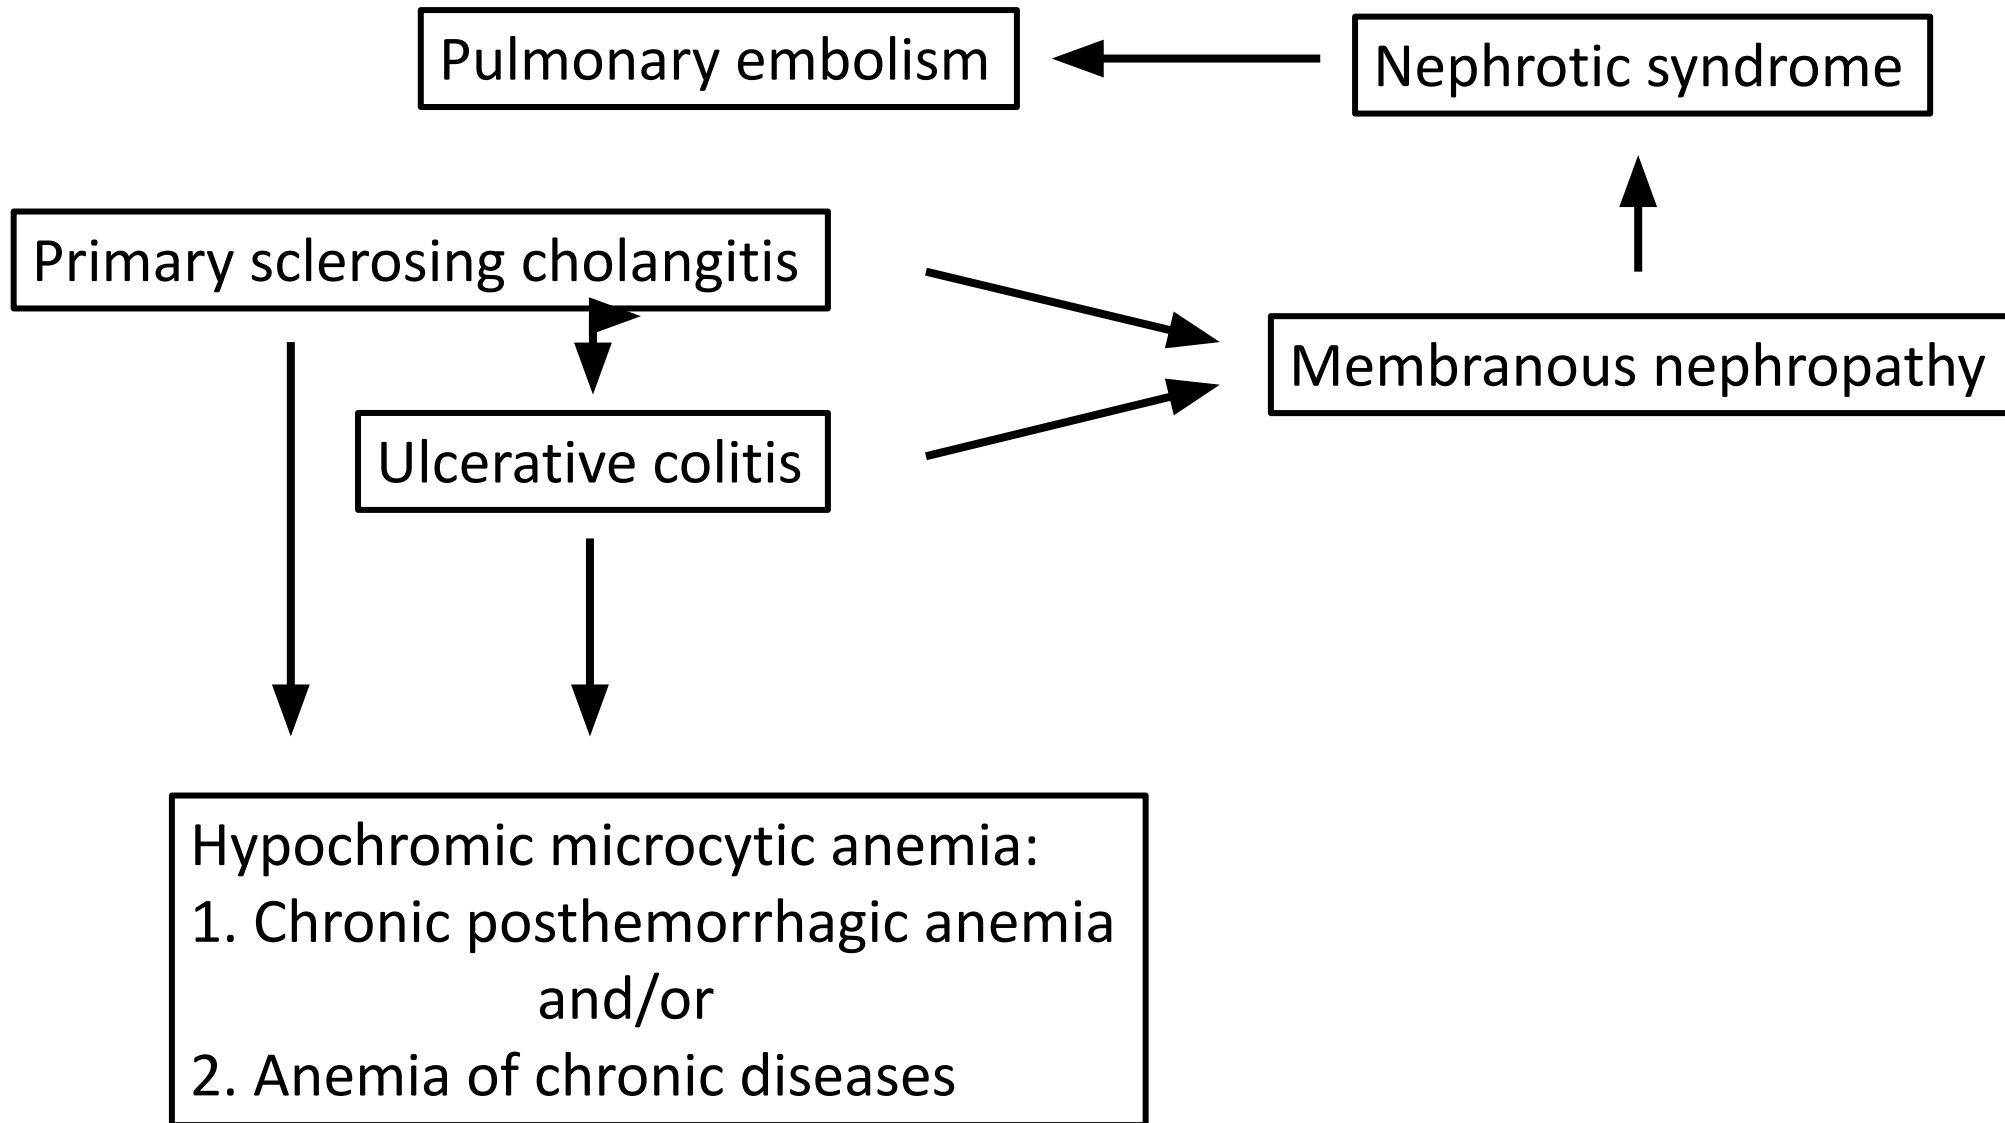 Pulmonary embolism
Nephrotic syndrome
Primary sclerosing cholangitis
Membranous nephropathy
Ulcerative colitis
Hypochromic microcytic anemia:
1. Chronic posthemorrhagic anemia
and/or
2. Anemia of chronic diseases